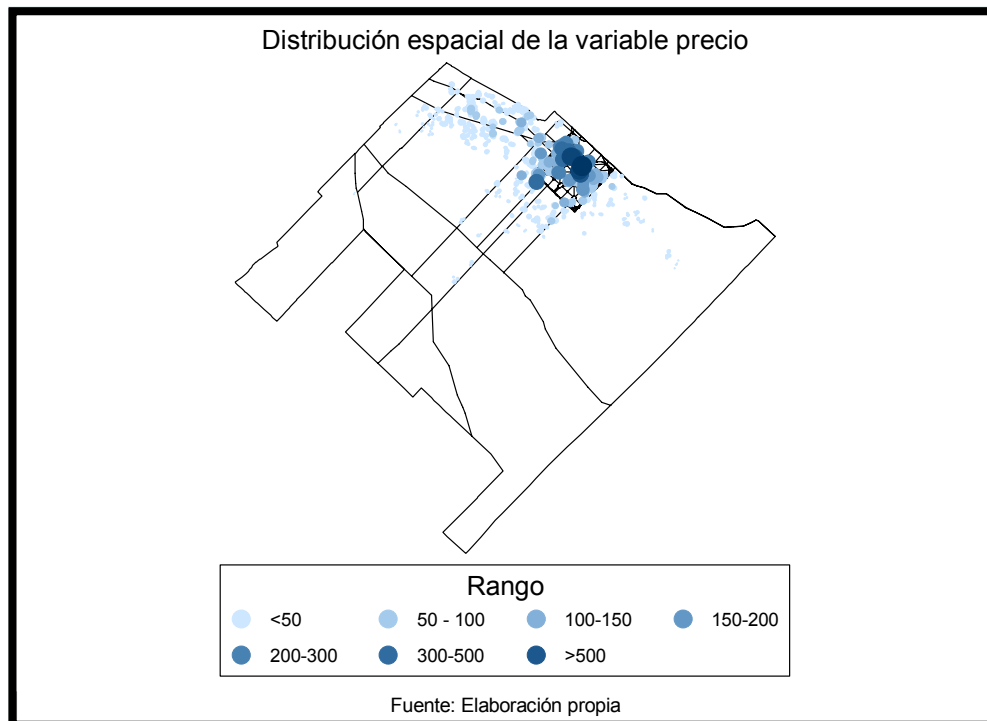 Distribución espacial de la variable precio
Rango
<50 50 - 100 100-150 150-200
200-300 300-500 >500
Fuente: Elaboración propia